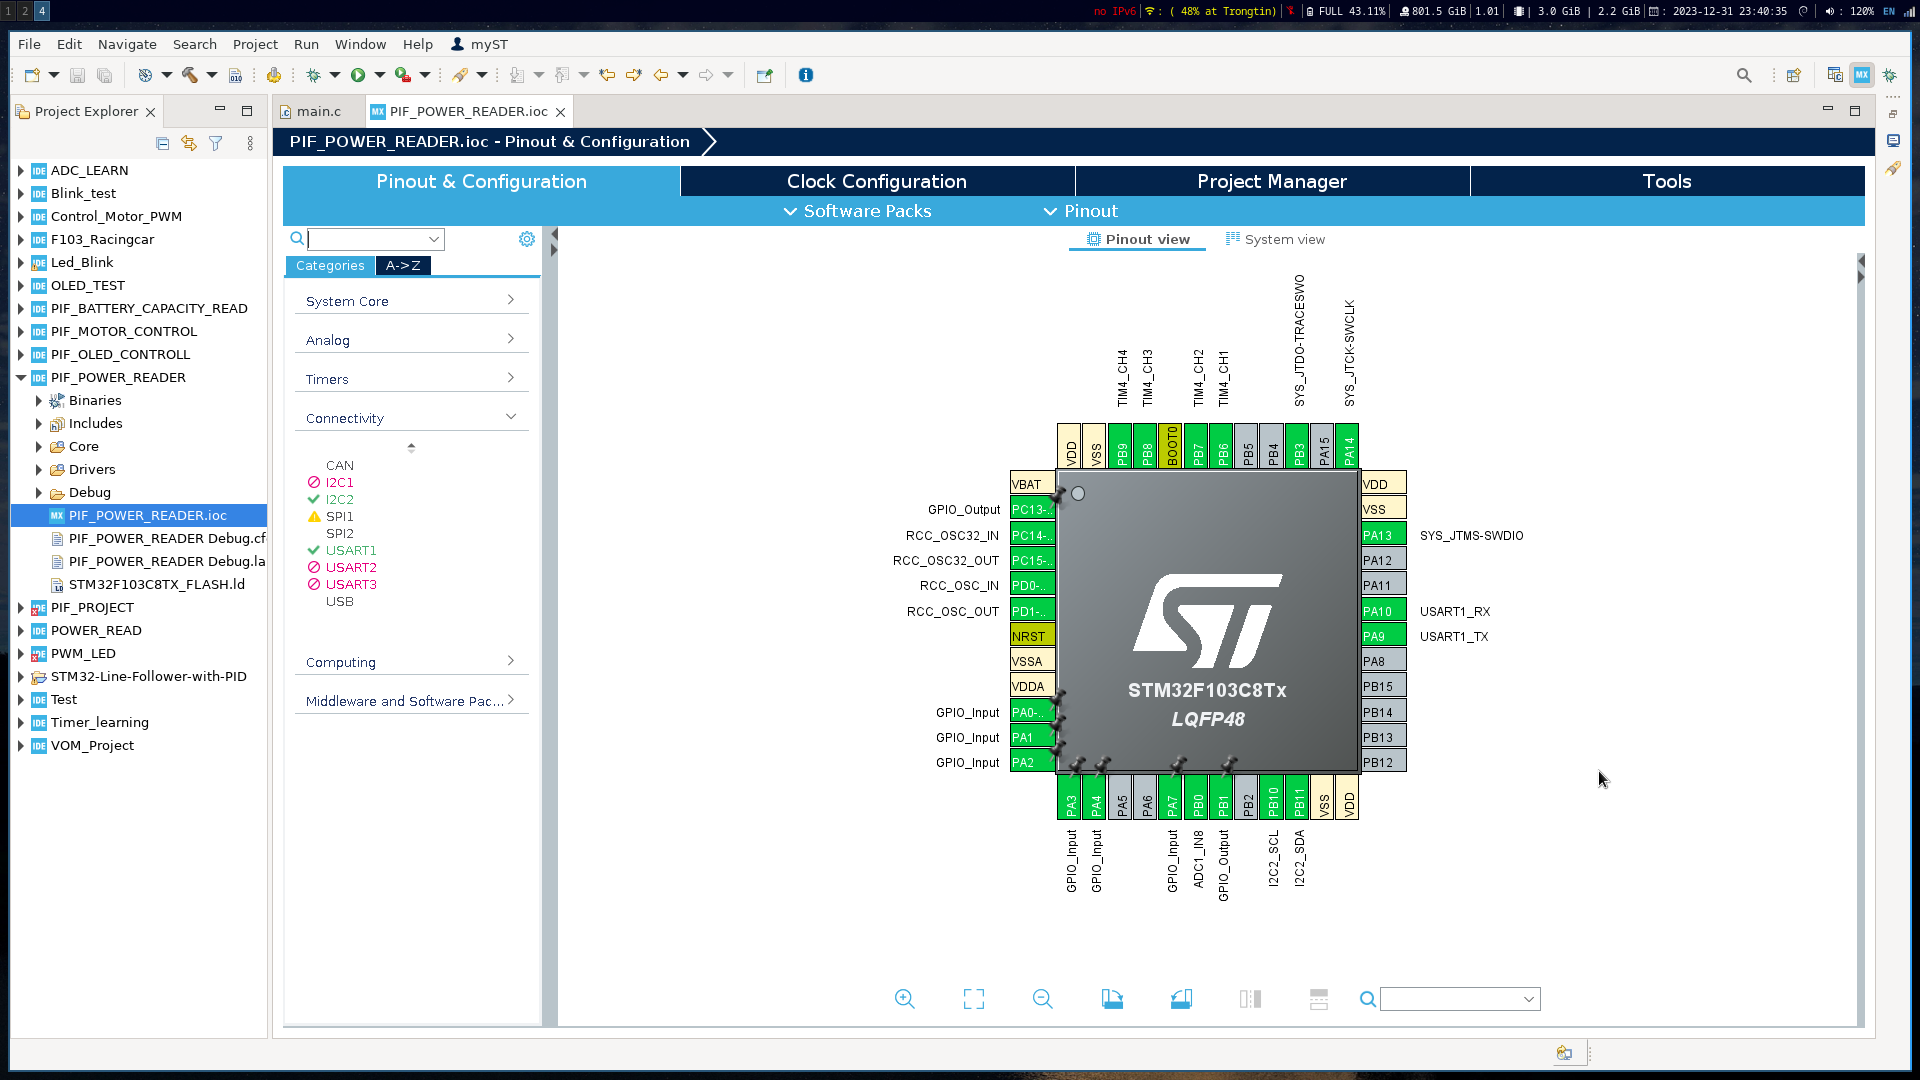 1 2 4 no IPv6 : ( 48% at Trongtin) FULL 43.11% 801.5 GiB 1.01 3.0 GiB | 2.2 GiB : 2023-12-31 23:40:35 : 120% EN
File Edit Navigate Search Project Run Window Help myST
Project Explorer
main.c
PIF_POWER_READER.ioc
PIF_POWER_READER.ioc - Pinout & Configuration
Pinout & Configuration
Clock Configuration
Project Manager
Tools
Software Packs
Pinout
ADC_LEARN
Blink_test
Control_Motor_PWM
F103_Racingcar
Led_Blink
OLED_TEST
PIF_BATTERY_CAPACITY_READ
PIF_MOTOR_CONTROL
PIF_OLED_CONTROLL
PIF_POWER_READER
Binaries
Includes
Core
Drivers
Debug
PIF_POWER_READER.ioc
PIF_POWER_READER Debug.cf
PIF_POWER_READER Debug.la
STM32F103C8TX_FLASH.ld
PIF_PROJECT
POWER_READ
PWM_LED
STM32-Line-Follower-with-PID
Test
Timer_learning
VOM_Project
Categories
A->Z
System Core
Analog
Timers
Connectivity
CAN
I2C1
I2C2
SPI1
SPI2
USART1
USART2
USART3
USB
Computing
Middleware and Software Pac...
Pinout view
System view
TIM4_CH4
TIM4_CH3
TIM4_CH2
TIM4_CH1
SYS_JTDO-TRACESWO
SYS_JTCK-SWCLK
VDD
VSS
PB9
PB8
BOOT0
PB7
PB6
PB5
PB4
PB3
PA15
PA14
VBAT
GPIO_Output PC13-..
RCC_OSC32_IN PC14-..
RCC_OSC32_OUT PC15-..
RCC_OSC_IN PD0-..
RCC_OSC_OUT PD1-..
NRST
VSSA
VDDA
GPIO_Input PA0-..
GPIO_Input PA1
GPIO_Input PA2
STM32F103C8Tx
LQFP48
VDD
VSS
PA13 SYS_JTMS-SWDIO
PA12
PA11
PA10 USART1_RX
PA9 USART1_TX
PA8
PB15
PB14
PB13
PB12
PA3
PA4
PA5
PA6
PA7
PB0
PB1
PB2
PB10
PB11
VSS
VDD
GPIO_Input
GPIO_Input
GPIO_Input
ADC1_IN8
GPIO_Output
I2C2_SCL
I2C2_SDA